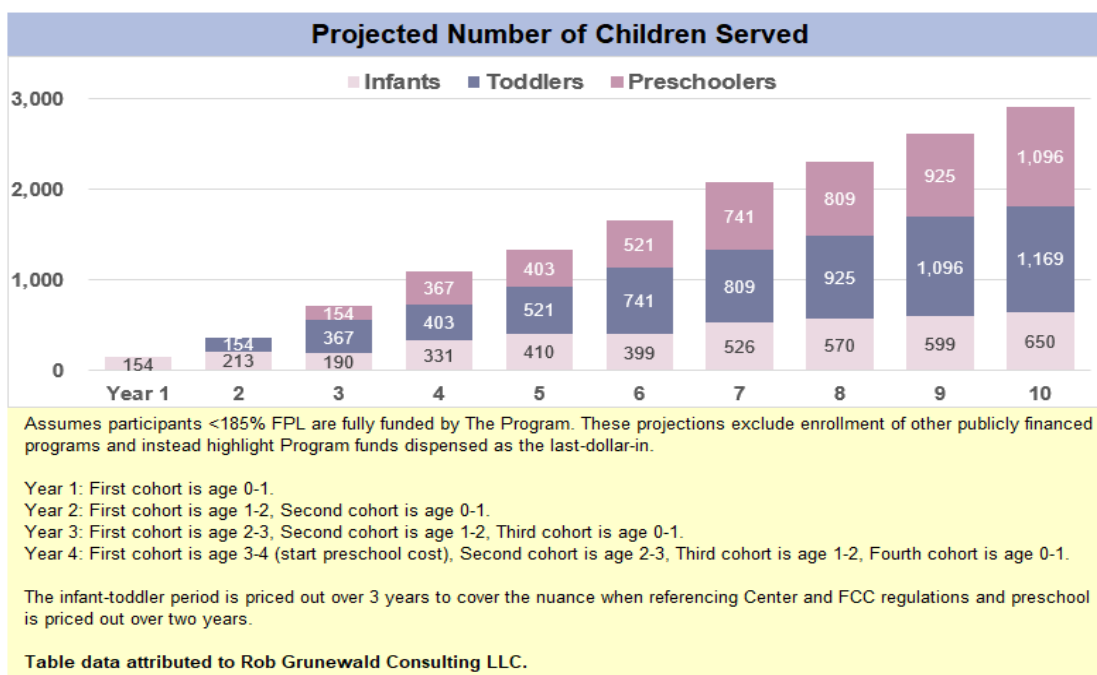 Projected Number of Children Served
Infants Toddlers Preschoolers
3,000
2,000
1,000
0
154
154
213
154
367
190
367
403
331
403
521
410
521
741
399
741
809
526
809
925
570
925
1,096
599
1,096
1,169
650
Year 1 2 3 4 5 6 7 8 9 10
Assumes participants <185% FPL are fully funded by The Program. These projections exclude enrollment of other publicly financed
programs and instead highlight Program funds dispensed as the last-dollar-in.
Year 1: First cohort is age 0-1.
Year 2: First cohort is age 1-2, Second cohort is age 0-1.
Year 3: First cohort is age 2-3, Second cohort is age 1-2, Third cohort is age 0-1.
Year 4: First cohort is age 3-4 (start preschool cost), Second cohort is age 2-3, Third cohort is age 1-2, Fourth cohort is age 0-1.
The infant-toddler period is priced out over 3 years to cover the nuance when referencing Center and FCC regulations and preschool
is priced out over two years.
Table data attributed to Rob Grunewald Consulting LLC.